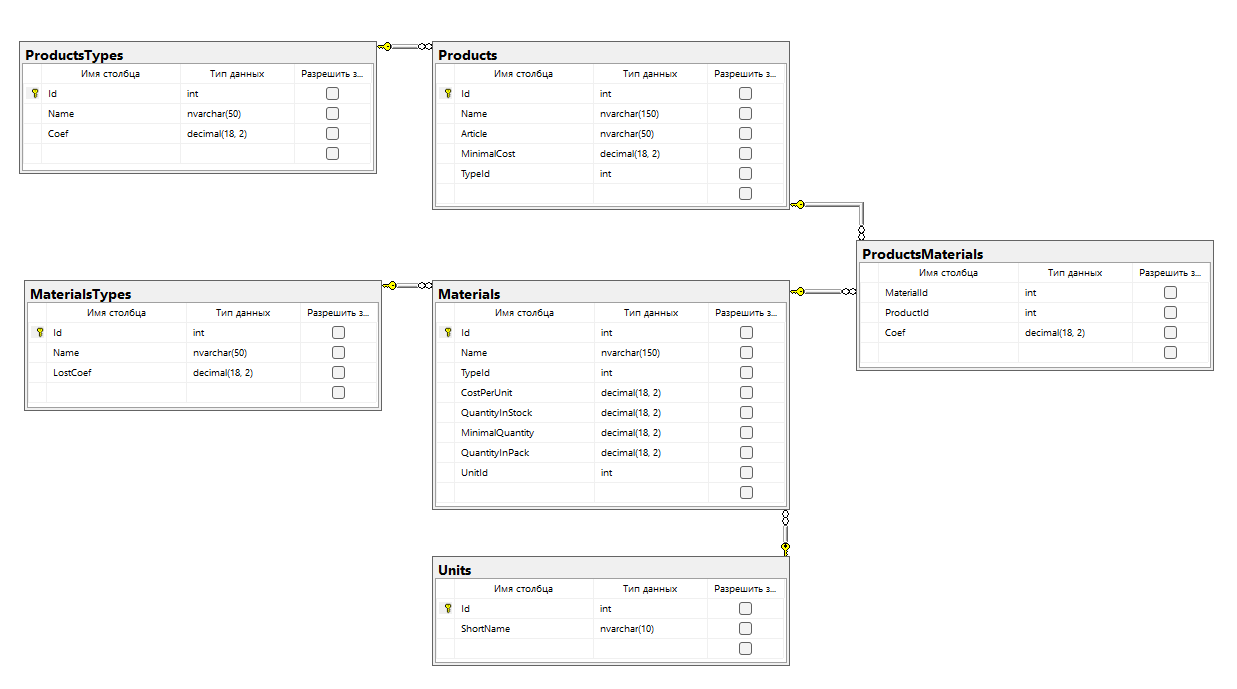 ProductsTypes
Имя столбца Тип данных Разрешить з...
Id int
Name nvarchar(50)
Coef decimal(18, 2)
Products
Имя столбца Тип данных Разрешить з...
Id int
Name nvarchar(150)
Article nvarchar(50)
MinimalCost decimal(18, 2)
TypeId int
ProductsMaterials
Имя столбца Тип данных Разрешить з...
MaterialId int
ProductId int
Coef decimal(18, 2)
MaterialsTypes
Имя столбца Тип данных Разрешить з...
Id int
Name nvarchar(50)
LostCoef decimal(18, 2)
Materials
Имя столбца Тип данных Разрешить з...
Id int
Name nvarchar(150)
TypeId int
CostPerUnit decimal(18, 2)
QuantityInStock decimal(18, 2)
MinimalQuantity decimal(18, 2)
QuantityInPack decimal(18, 2)
UnitId int
Units
Имя столбца Тип данных Разрешить з...
Id int
ShortName nvarchar(10)